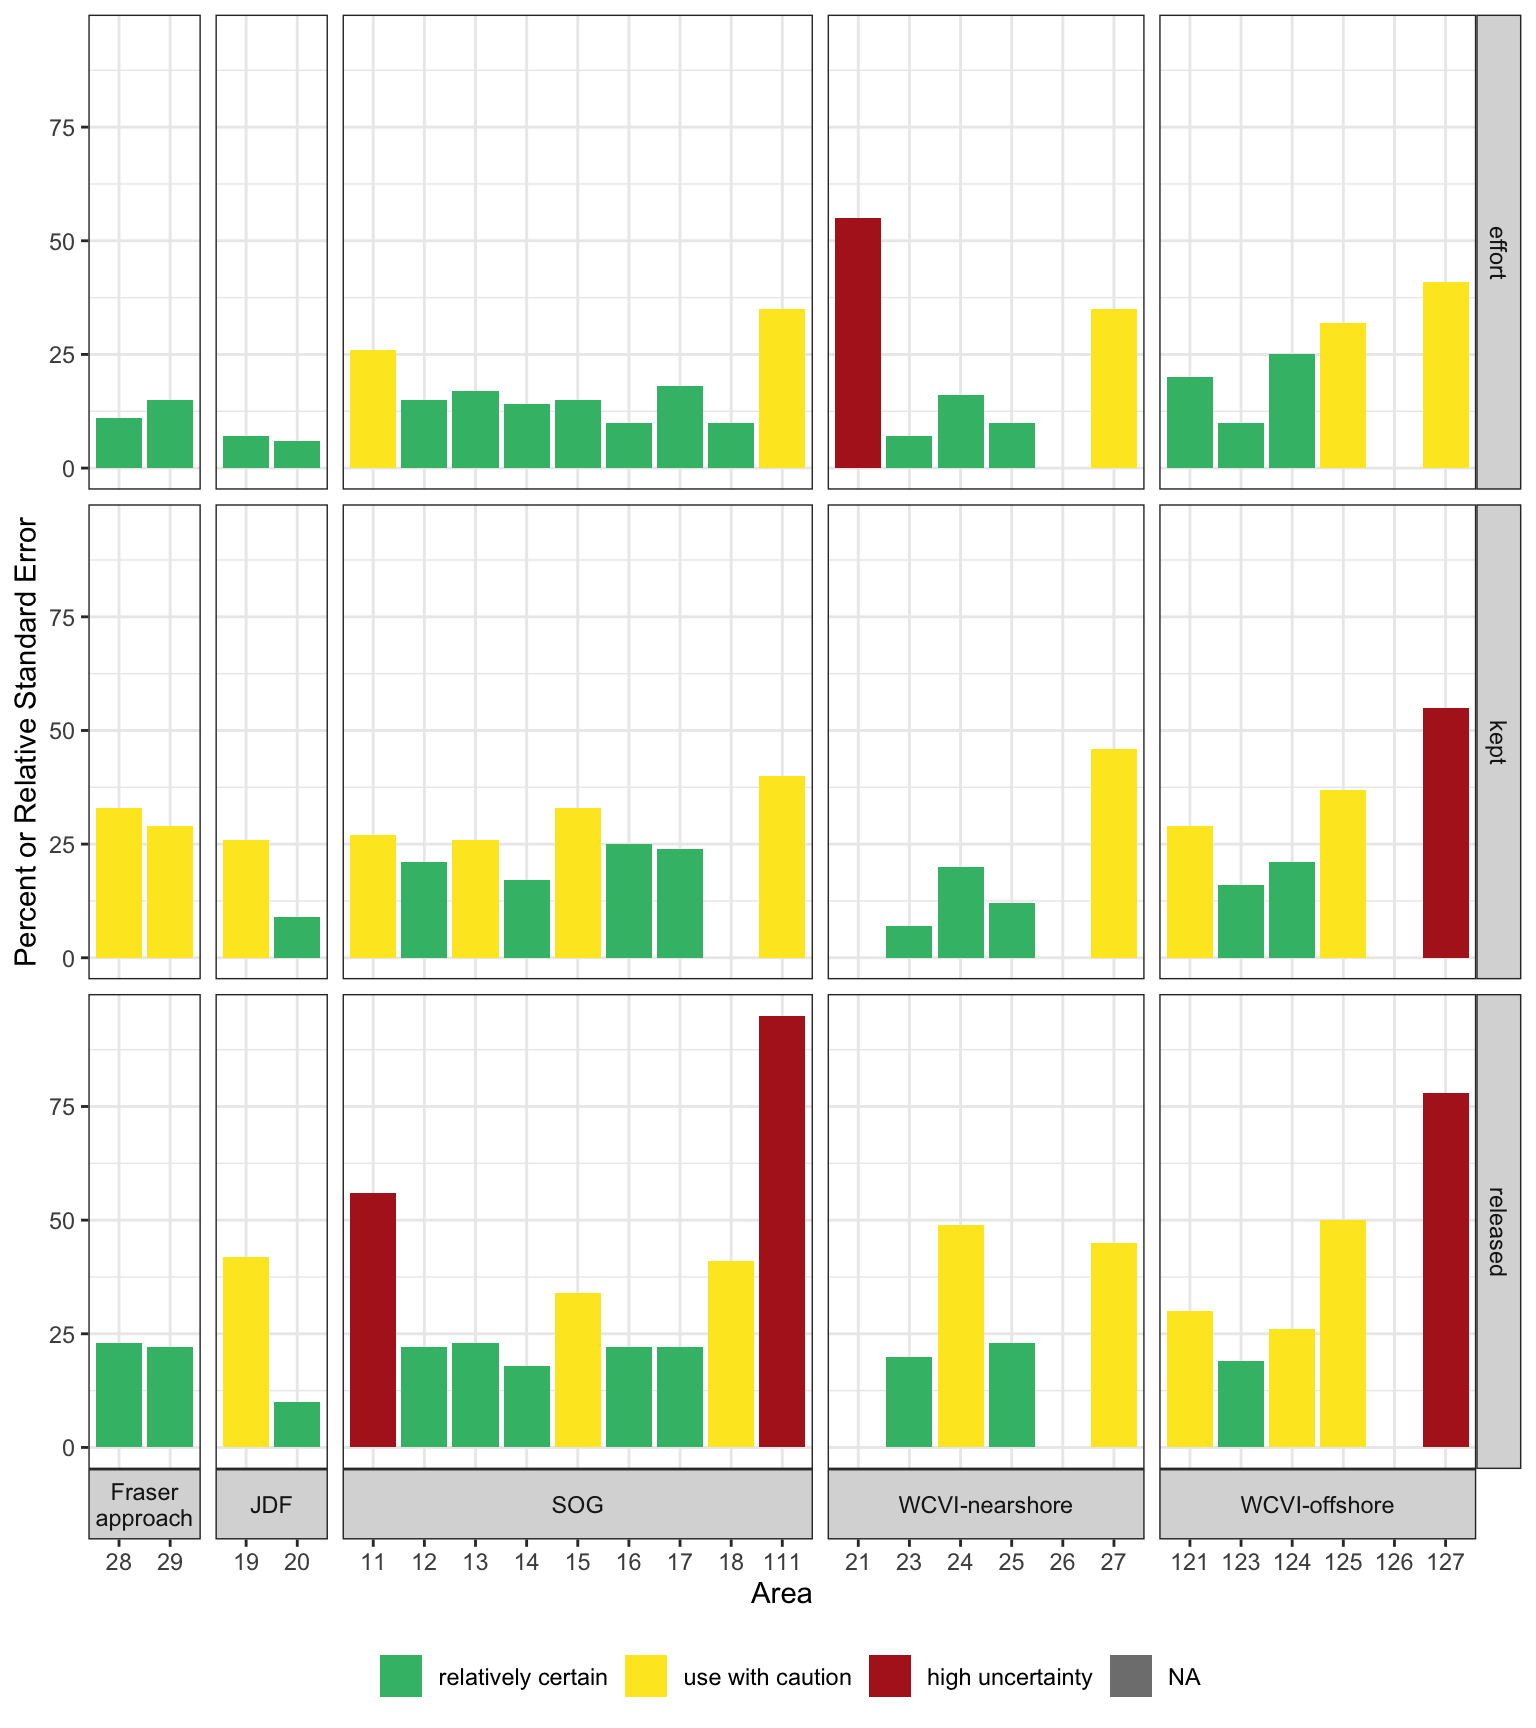 75
50
25
0
effort
Percent or Relative Standard Error
75
50
25
0
kept
75
50
25
0
released
Fraser
approach
JDF
SOG
WCVI-nearshore
WCVI-offshore
28 29 19 20 11 12 13 14 15 16 17 18 111 21 23 24 25 26 27 121 123 124 125 126 127
Area
relatively certain use with caution high uncertainty NA